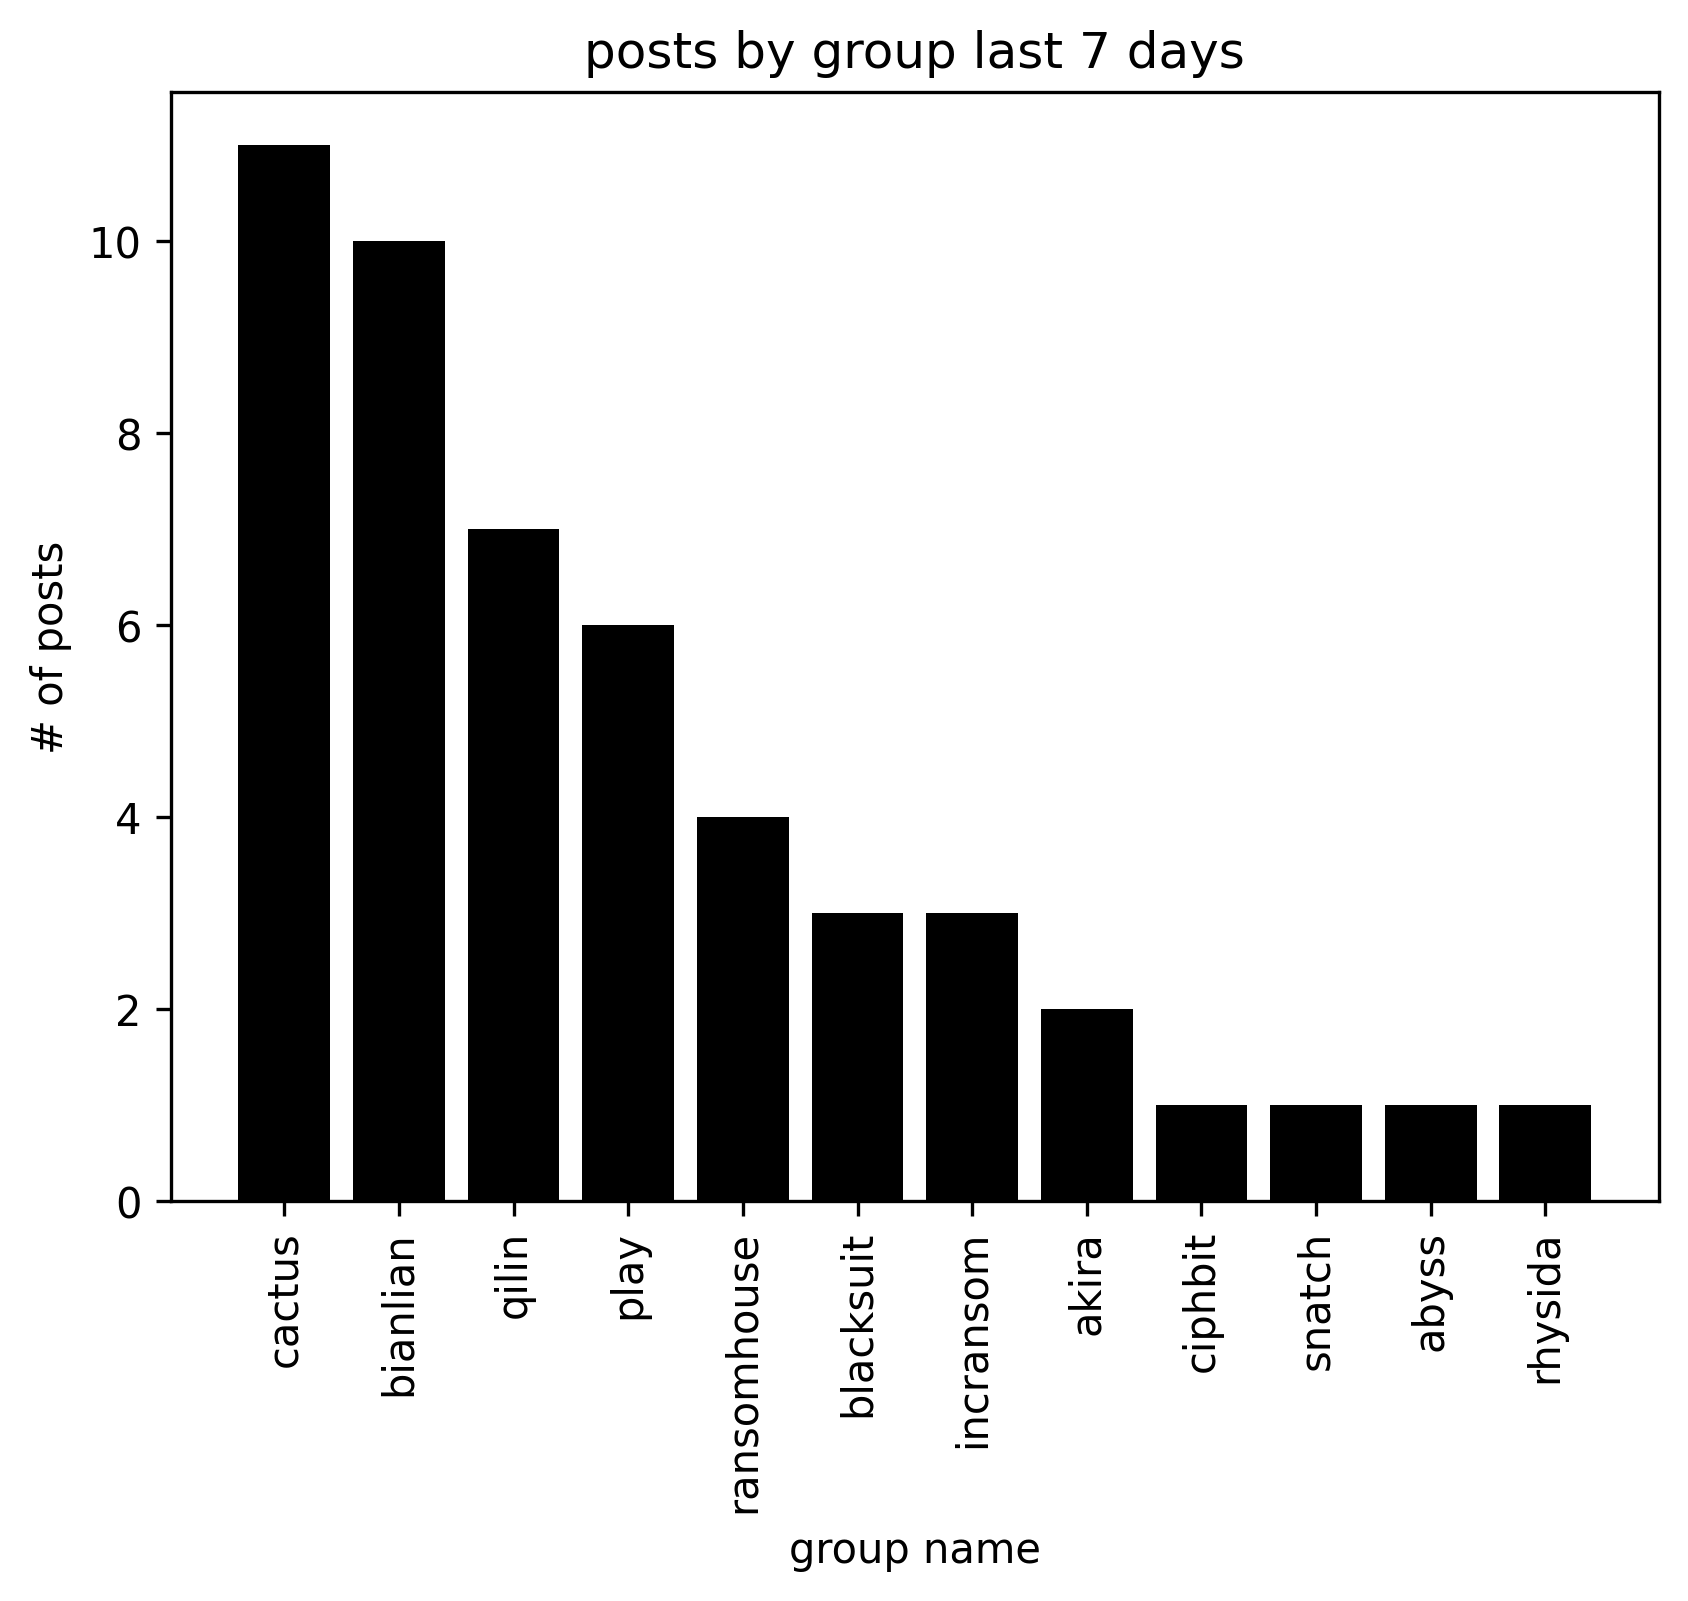 posts by group last 7 days
# of posts
10
8
6
4
2
0
cactus
bianlian
qilin
play
ransomhouse
blacksuit
incransom
akira
ciphbit
snatch
abyss
rhysida
group name